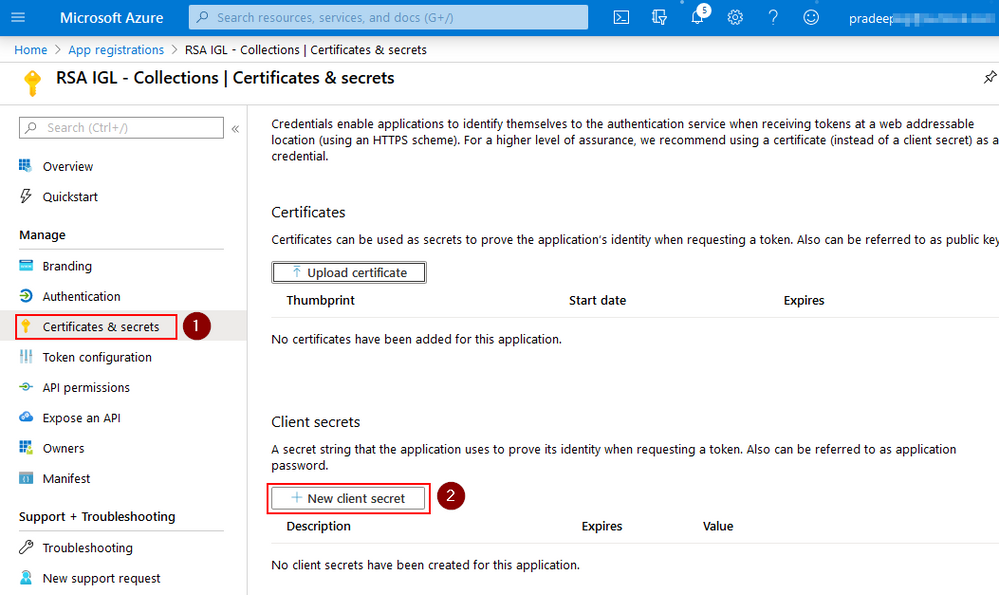 Microsoft Azure
Search resources, services, and docs (G+/)
5
pradeep
Home > App registrations > RSA IGL - Collections | Certificates & secrets
RSA IGL - Collections | Certificates & secrets
Search (Ctrl+/)
«
Overview
Quickstart
Manage
Branding
Authentication
Certificates & secrets
1
Token configuration
API permissions
Expose an API
Owners
Manifest
Support + Troubleshooting
Troubleshooting
New support request
Credentials enable applications to identify themselves to the authentication service when receiving tokens at a web addressable
location (using an HTTPS scheme). For a higher level of assurance, we recommend using a certificate (instead of a client secret) as a
credential.
Certificates
Certificates can be used as secrets to prove the application's identity when requesting a token. Also can be referred to as public key
Upload certificate
Thumbprint Start date Expires
No certificates have been added for this application.
Client secrets
A secret string that the application uses to prove its identity when requesting a token. Also can be referred to as application
password.
+ New client secret
2
Description Expires Value
No client secrets have been created for this application.